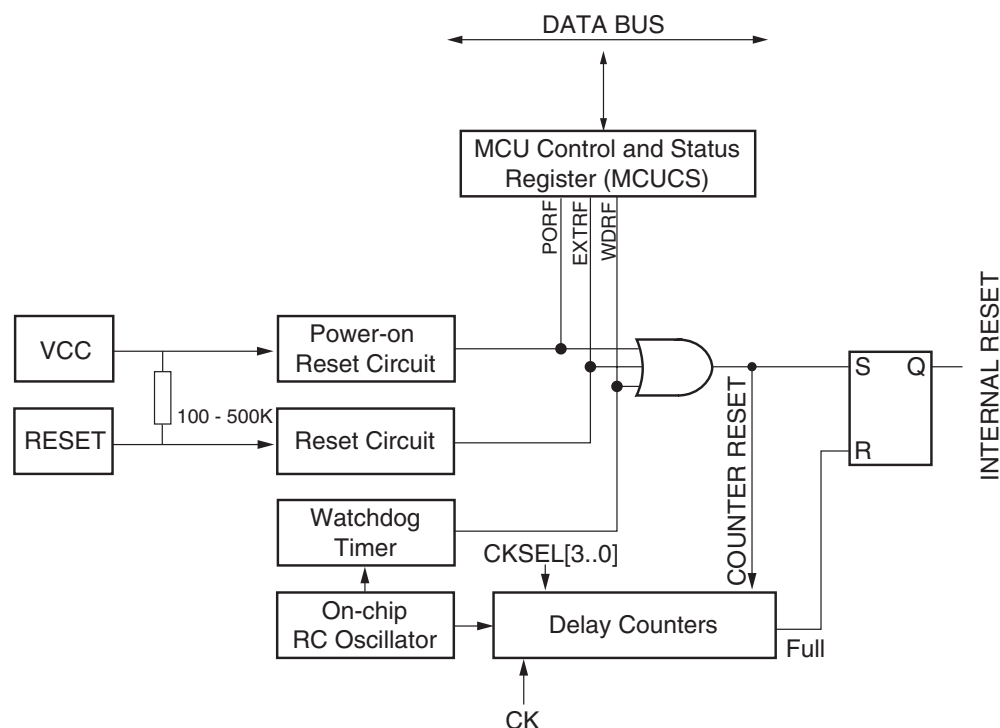 DATA BUS
MCU Control and Status
Register (MCUCS)
PORF
EXTRF
WDRF
VCC
Power-on
Reset Circuit
100 - 500K
RESET
Reset Circuit
S
Q
R
INTERNAL RESET
COUNTER RESET
Watchdog
Timer
CKSEL[3..0]
On-chip
RC Oscillator
Delay Counters
Full
CK